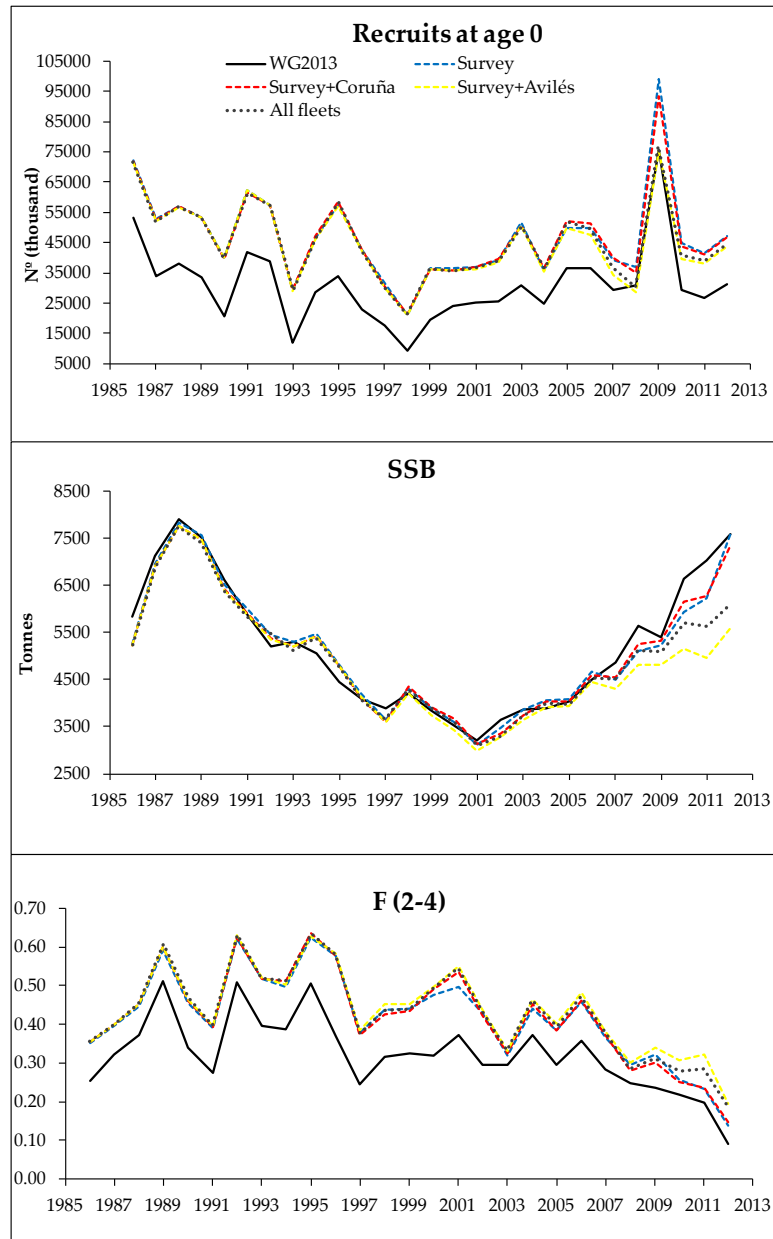 Recruits at age 0
WG2013 Survey
Survey+Coruña Survey+Avilés
All fleets
Nº (thousand)
105000
95000
85000
75000
65000
55000
45000
35000
25000
15000
5000
1985 1987 1989 1991 1993 1995 1997 1999 2001 2003 2005 2007 2009 2011 2013
SSB
Tonnes
8500
7500
6500
5500
4500
3500
2500
1985 1987 1989 1991 1993 1995 1997 1999 2001 2003 2005 2007 2009 2011 2013
F (2-4)
0.70
0.60
0.50
0.40
0.30
0.20
0.10
0.00
1985 1987 1989 1991 1993 1995 1997 1999 2001 2003 2005 2007 2009 2011 2013